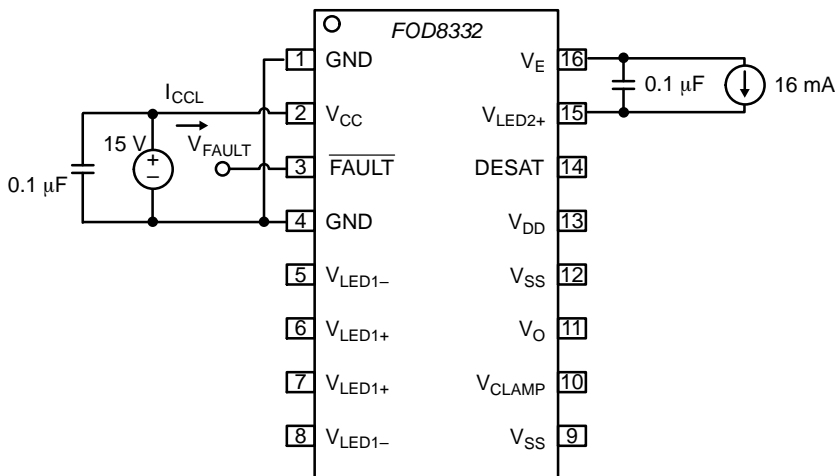 FOD8332
1 GND
2 VCC
3 FAULT
4 GND
5 VLED1–
6 VLED1+
7 VLED1+
8 VLED1–
VE 16
VLED2+ 15
DESAT 14
VDD 13
VSS 12
VO 11
VCLAMP 10
VSS 9
ICCL
15 V
+
–
VFAULT
0.1 μF
0.1 μF
16 mA